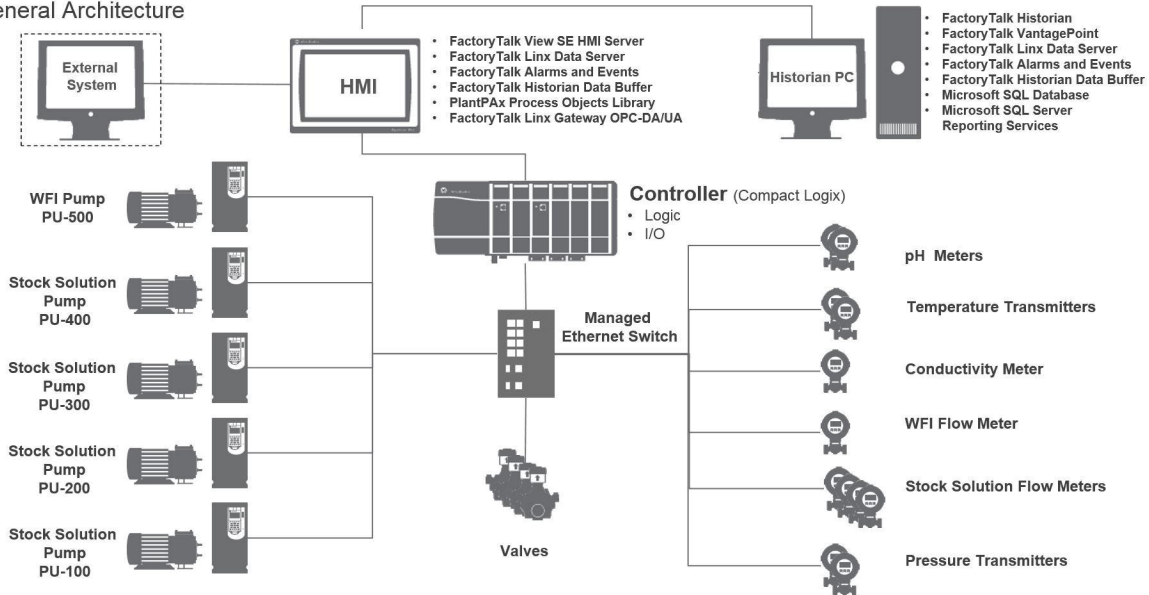 eneral Architecture
External
System
HMI
• FactoryTalk View SE HMI Server
• FactoryTalk Linx Data Server
• FactoryTalk Alarms and Events
• FactoryTalk Historian Data Buffer
• PlantPAx Process Objects Library
• FactoryTalk Linx Gateway OPC-DA/UA
Historian PC
• FactoryTalk Historian
• FactoryTalk VantagePoint
• FactoryTalk Linx Data Server
• FactoryTalk Alarms and Events
• FactoryTalk Historian Data Buffer
• Microsoft SQL Database
• Microsoft SQL Server
Reporting Services
Controller (Compact Logix)
• Logic
• I/O
WFI Pump
PU-500
Stock Solution
Pump
PU-400
Stock Solution
Pump
PU-300
Stock Solution
Pump
PU-200
Stock Solution
Pump
PU-100
Managed
Ethernet Switch
Valves
pH Meters
Temperature Transmitters
Conductivity Meter
WFI Flow Meter
Stock Solution Flow Meters
Pressure Transmitters